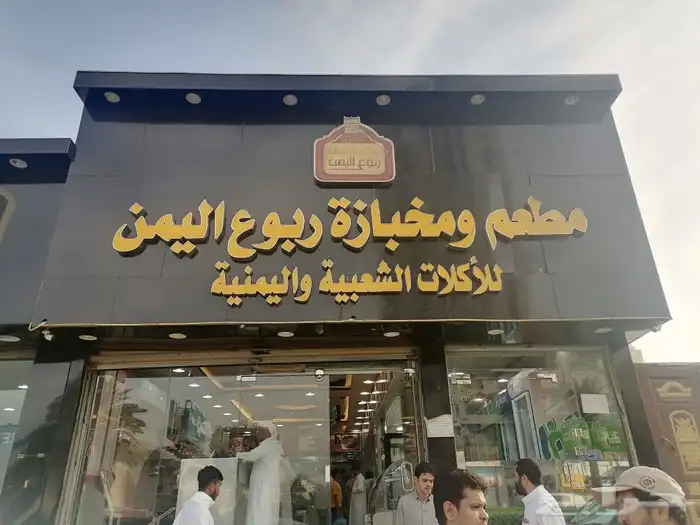 ربوع اليمن
مطعم ومخبازة ربوع اليمن
للأكلات الشعبية واليمنية